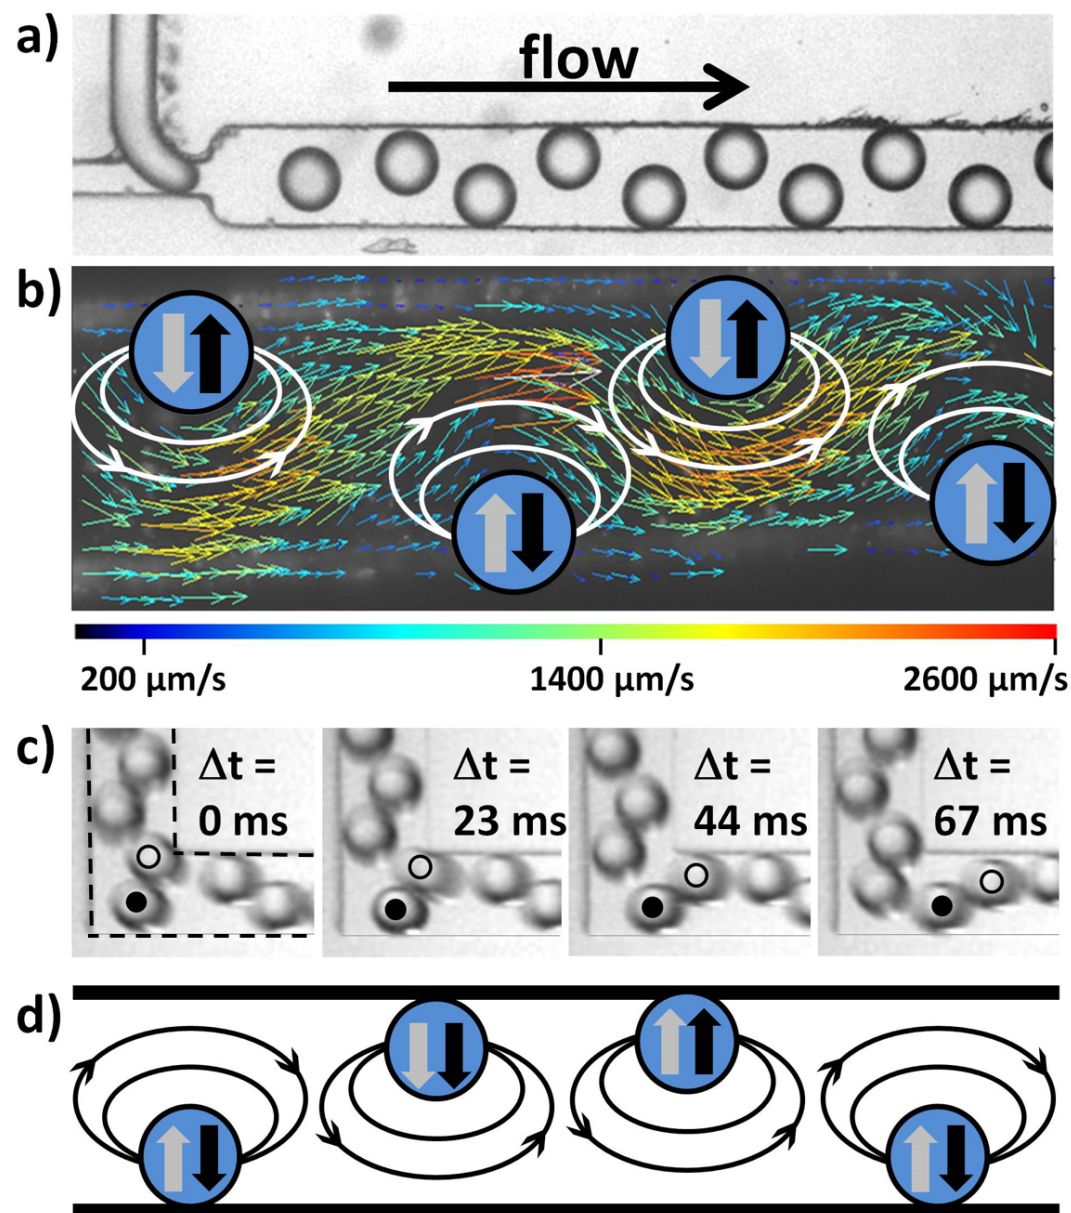 a)
flow
b)
200 µm/s
1400 µm/s
2600 µm/s
c)
Δt =
0 ms
Δt =
23 ms
Δt =
44 ms
Δt =
67 ms
d)